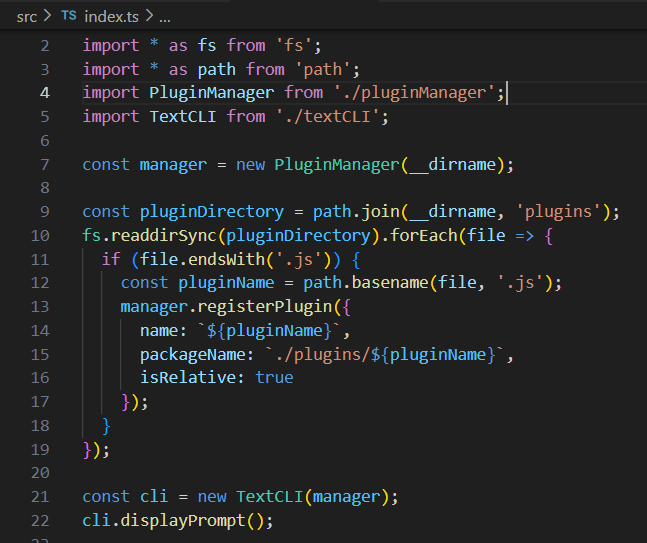 src > TS index.ts > ...
2 import * as fs from 'fs';
3 import * as path from 'path';
4 import PluginManager from './pluginManager';
5 import TextCLI from './textCLI';
6
7 const manager = new PluginManager(__dirname);
8
9 const pluginDirectory = path.join(__dirname, 'plugins');
10 fs.readdirSync(pluginDirectory).forEach(file => {
11   if (file.endsWith('.js')) {
12     const pluginName = path.basename(file, '.js');
13     manager.registerPlugin({
14       name: `${pluginName}`,
15       packageName: `./plugins/${pluginName}`,
16       isRelative: true
17     });
18   }
19 });
20
21 const cli = new TextCLI(manager);
22 cli.displayPrompt();